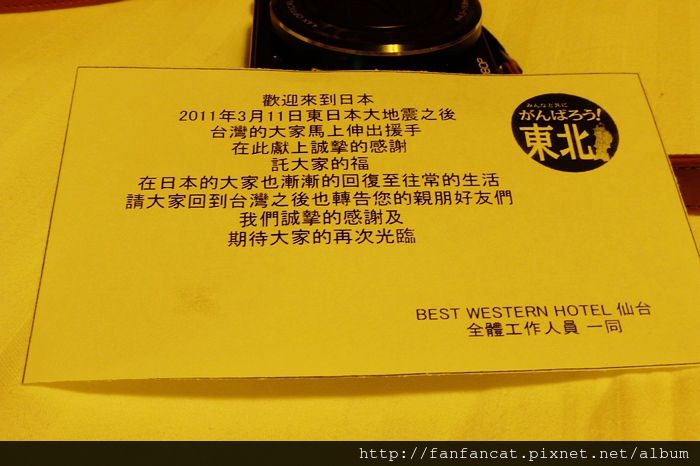 歡迎來到日本
2011年3月11日東日本大地震之後
台灣的大家馬上伸出援手
在此獻上誠摯的感謝
託大家的福
在日本的大家也漸漸的回復至往常的生活
請大家回到台灣之後也轉告您的親朋好友們
我們誠摯的感謝及
期待大家的再次光臨
みんなと共に
がんばろう!
東北
BEST WESTERN HOTEL 仙台
全體工作人員 一同
http://fanfancat.pixnet.net/album